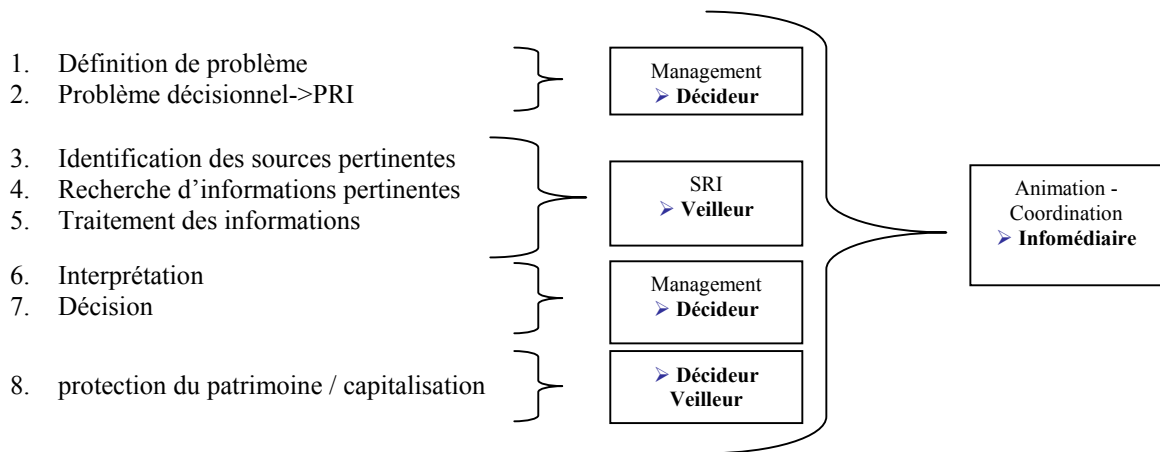 1. Définition de problème
2. Problème décisionnel->PRI
Management
➢ Décideur
3. Identification des sources pertinentes
4. Recherche d’informations pertinentes
5. Traitement des informations
SRI
➢ Veilleur
6. Interprétation
7. Décision
Management
➢ Décideur
8. protection du patrimoine / capitalisation
➢ Décideur
Veilleur
Animation -
Coordination
➢ Infomédiaire